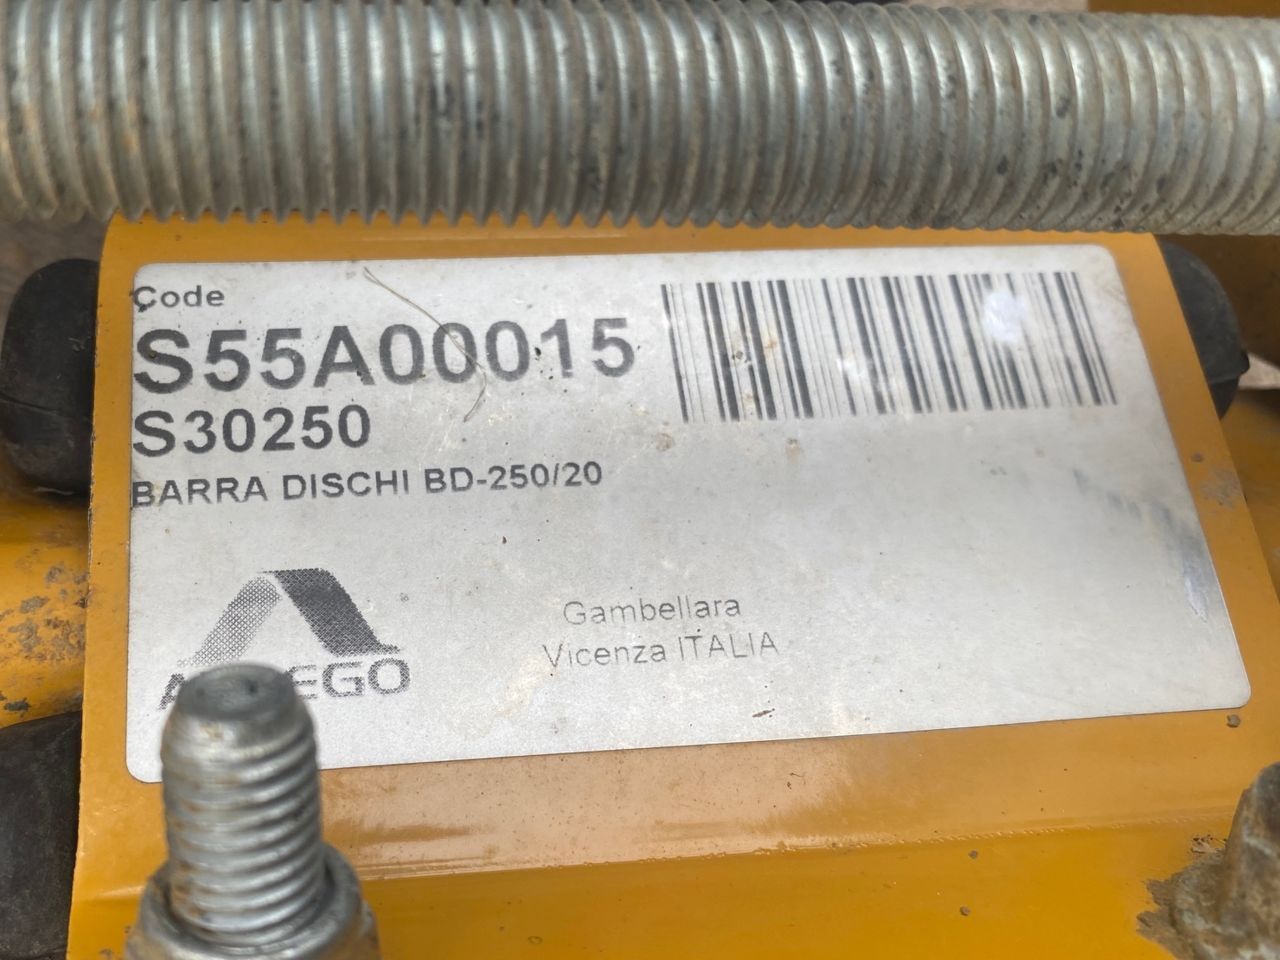 Code
S55A00015
S30250
BARRA DISCHI BD-250/20
Gambellara
Vicenza ITALIA